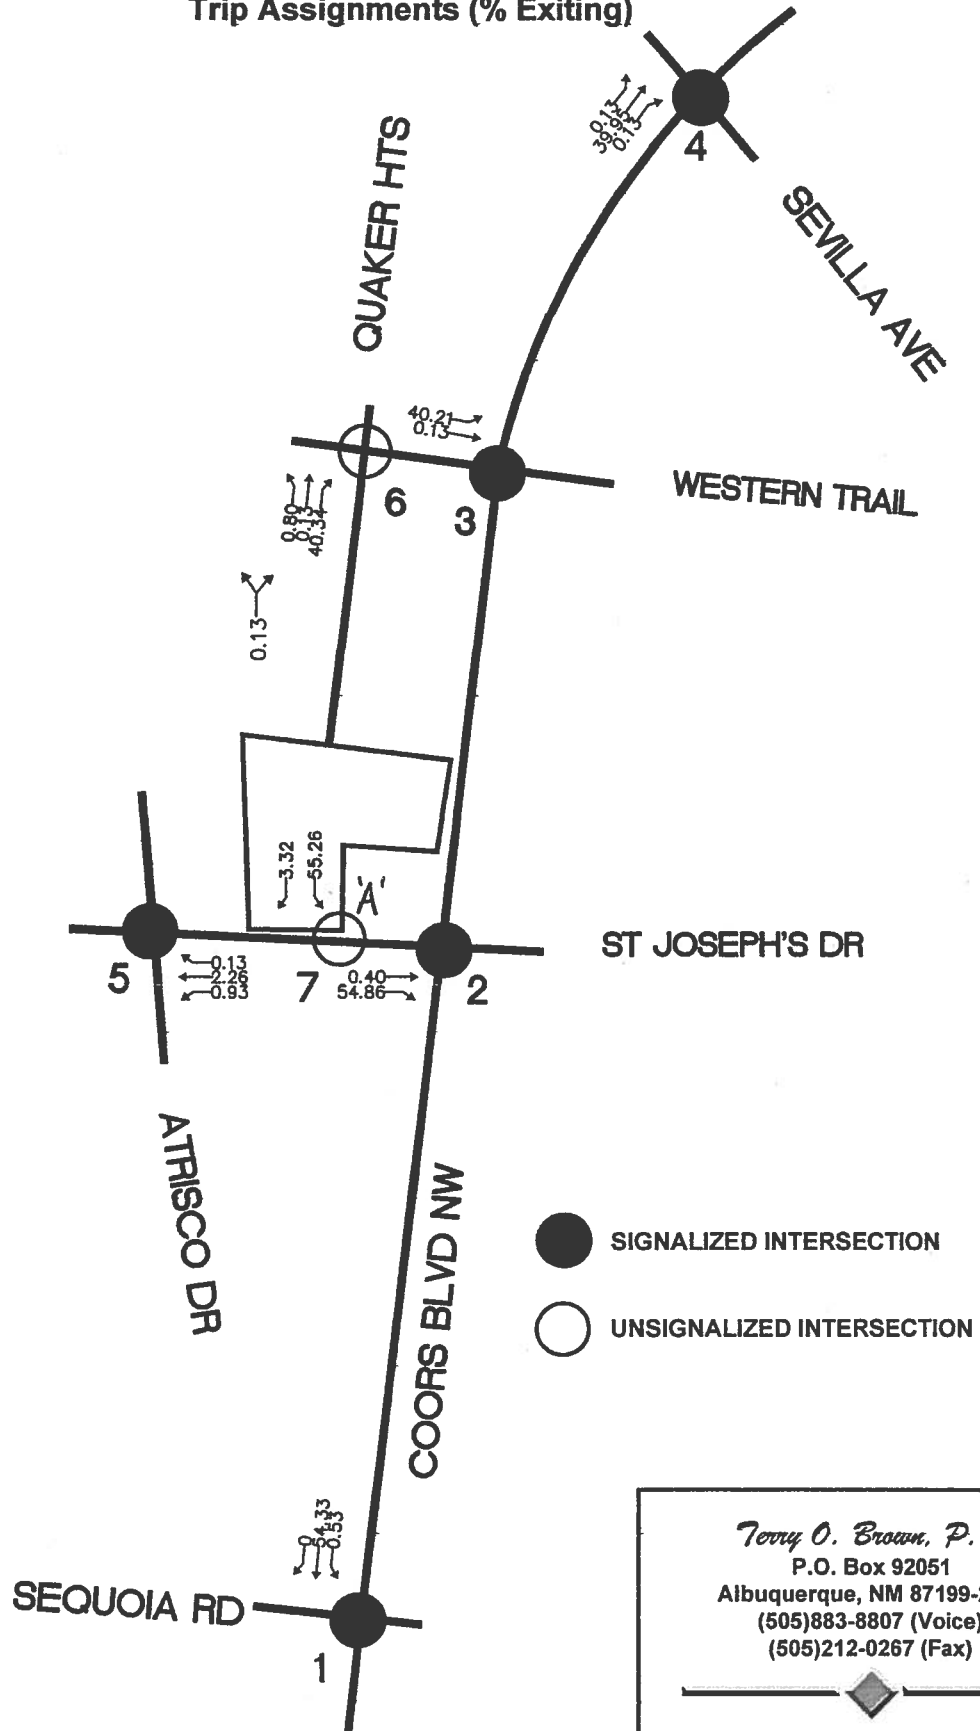 Trip Assignments (% Exiting)
0.13
39.95
0.13
4
QUAKER HTS
SEVILLA AVE
40.21
0.13
WESTERN TRAIL
6
3
0.80
0.13
40.34
0.13
3.32
55.26
'A'
ST JOSEPH'S DR
5
0.13
2.26
0.93
7
0.40
54.86
2
ATRISCO DR
COORS BLVD NW
SIGNALIZED INTERSECTION
UNSIGNALIZED INTERSECTION
0
54.33
0.53
SEQUOIA RD
1
Terry O. Brown, P.
P.O. Box 92051
Albuquerque, NM 87199-
(505)883-8807 (Voice)
(505)212-0267 (Fax)